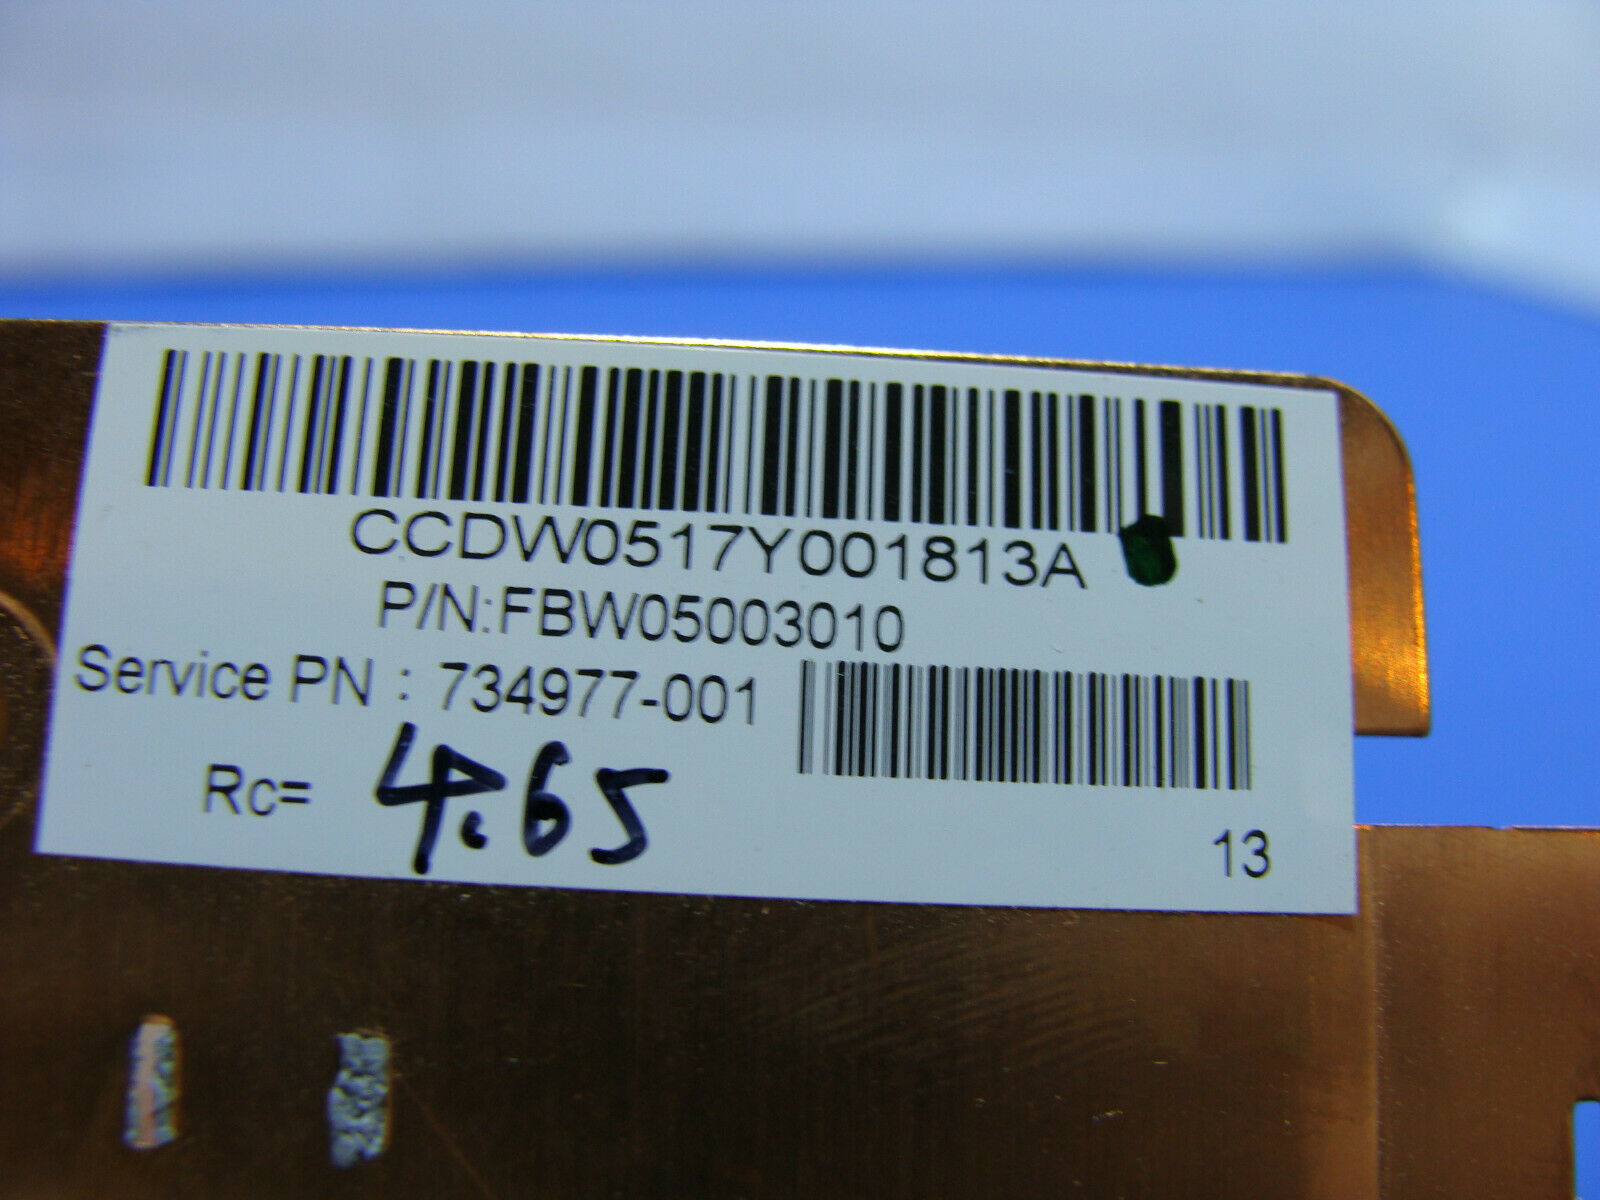 CCDW0517Y001813A
P/N:FBW05003010
Service PN : 734977-001
Rc= 4.65
13